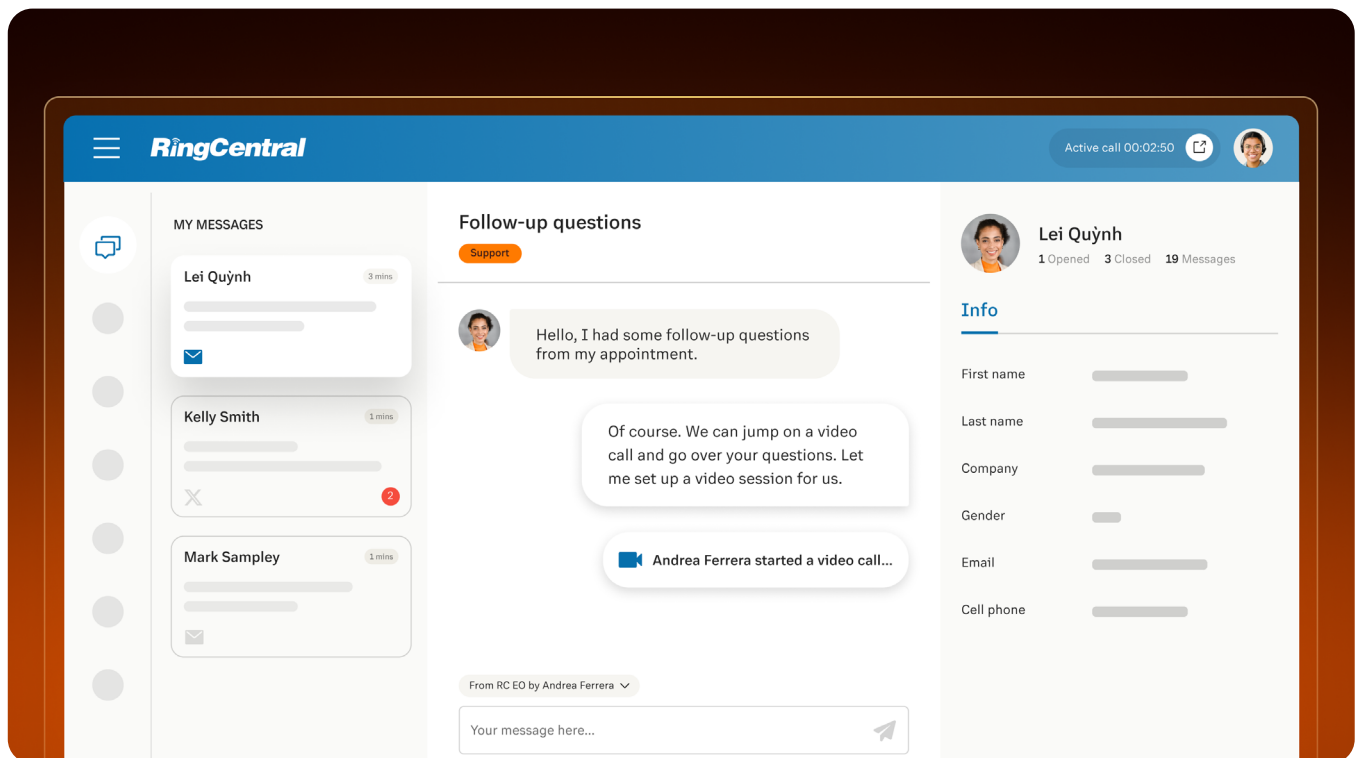 RingCentral
Active call 00:02:50
MY MESSAGES
Lei Quỳnh
3 mins
Kelly Smith
1 mins
2
Mark Sampley
1 mins
Follow-up questions
Support
Hello, I had some follow-up questions
from my appointment.
Of course. We can jump on a video
call and go over your questions. Let
me set up a video session for us.
Andrea Ferrera started a video call...
From RC EO by Andrea Ferrera
Your message here...
Lei Quỳnh
1 Opened 3 Closed 19 Messages
Info
First name
Last name
Company
Gender
Email
Cell phone